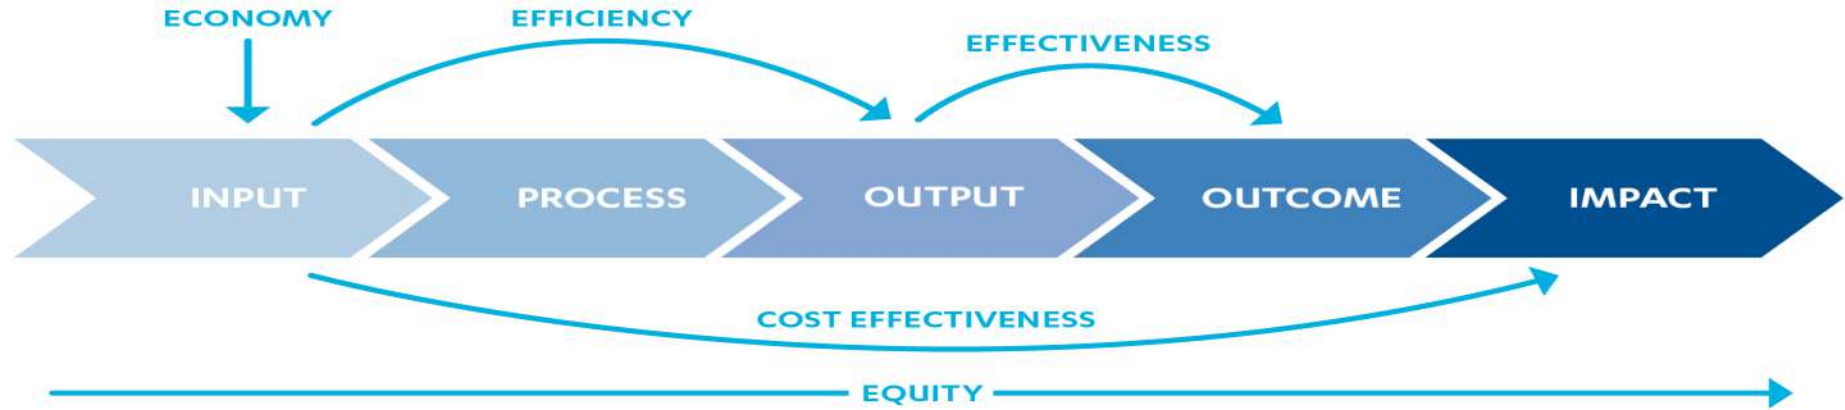 ECONOMY
EFFICIENCY
EFFECTIVENESS
INPUT
PROCESS
OUTPUT
OUTCOME
IMPACT
COST EFFECTIVENESS
EQUITY